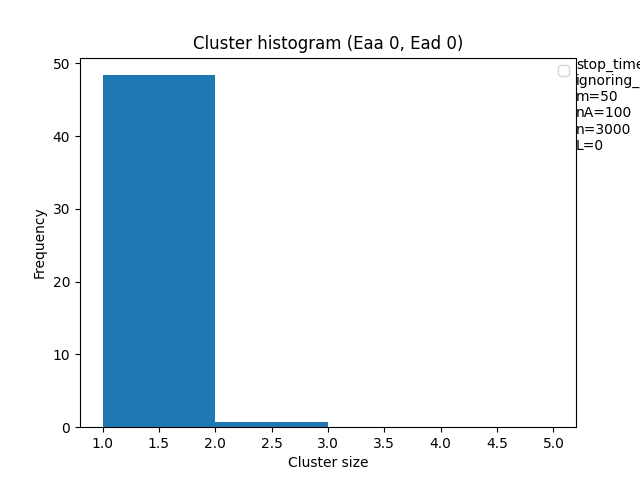 Cluster histogram (Eaa 0, Ead 0)
stop_time
ignoring_
m=50
nA=100
n=3000
L=0
50
40
30
20
10
0
Frequency
1.0 1.5 2.0 2.5 3.0 3.5 4.0 4.5 5.0
Cluster size